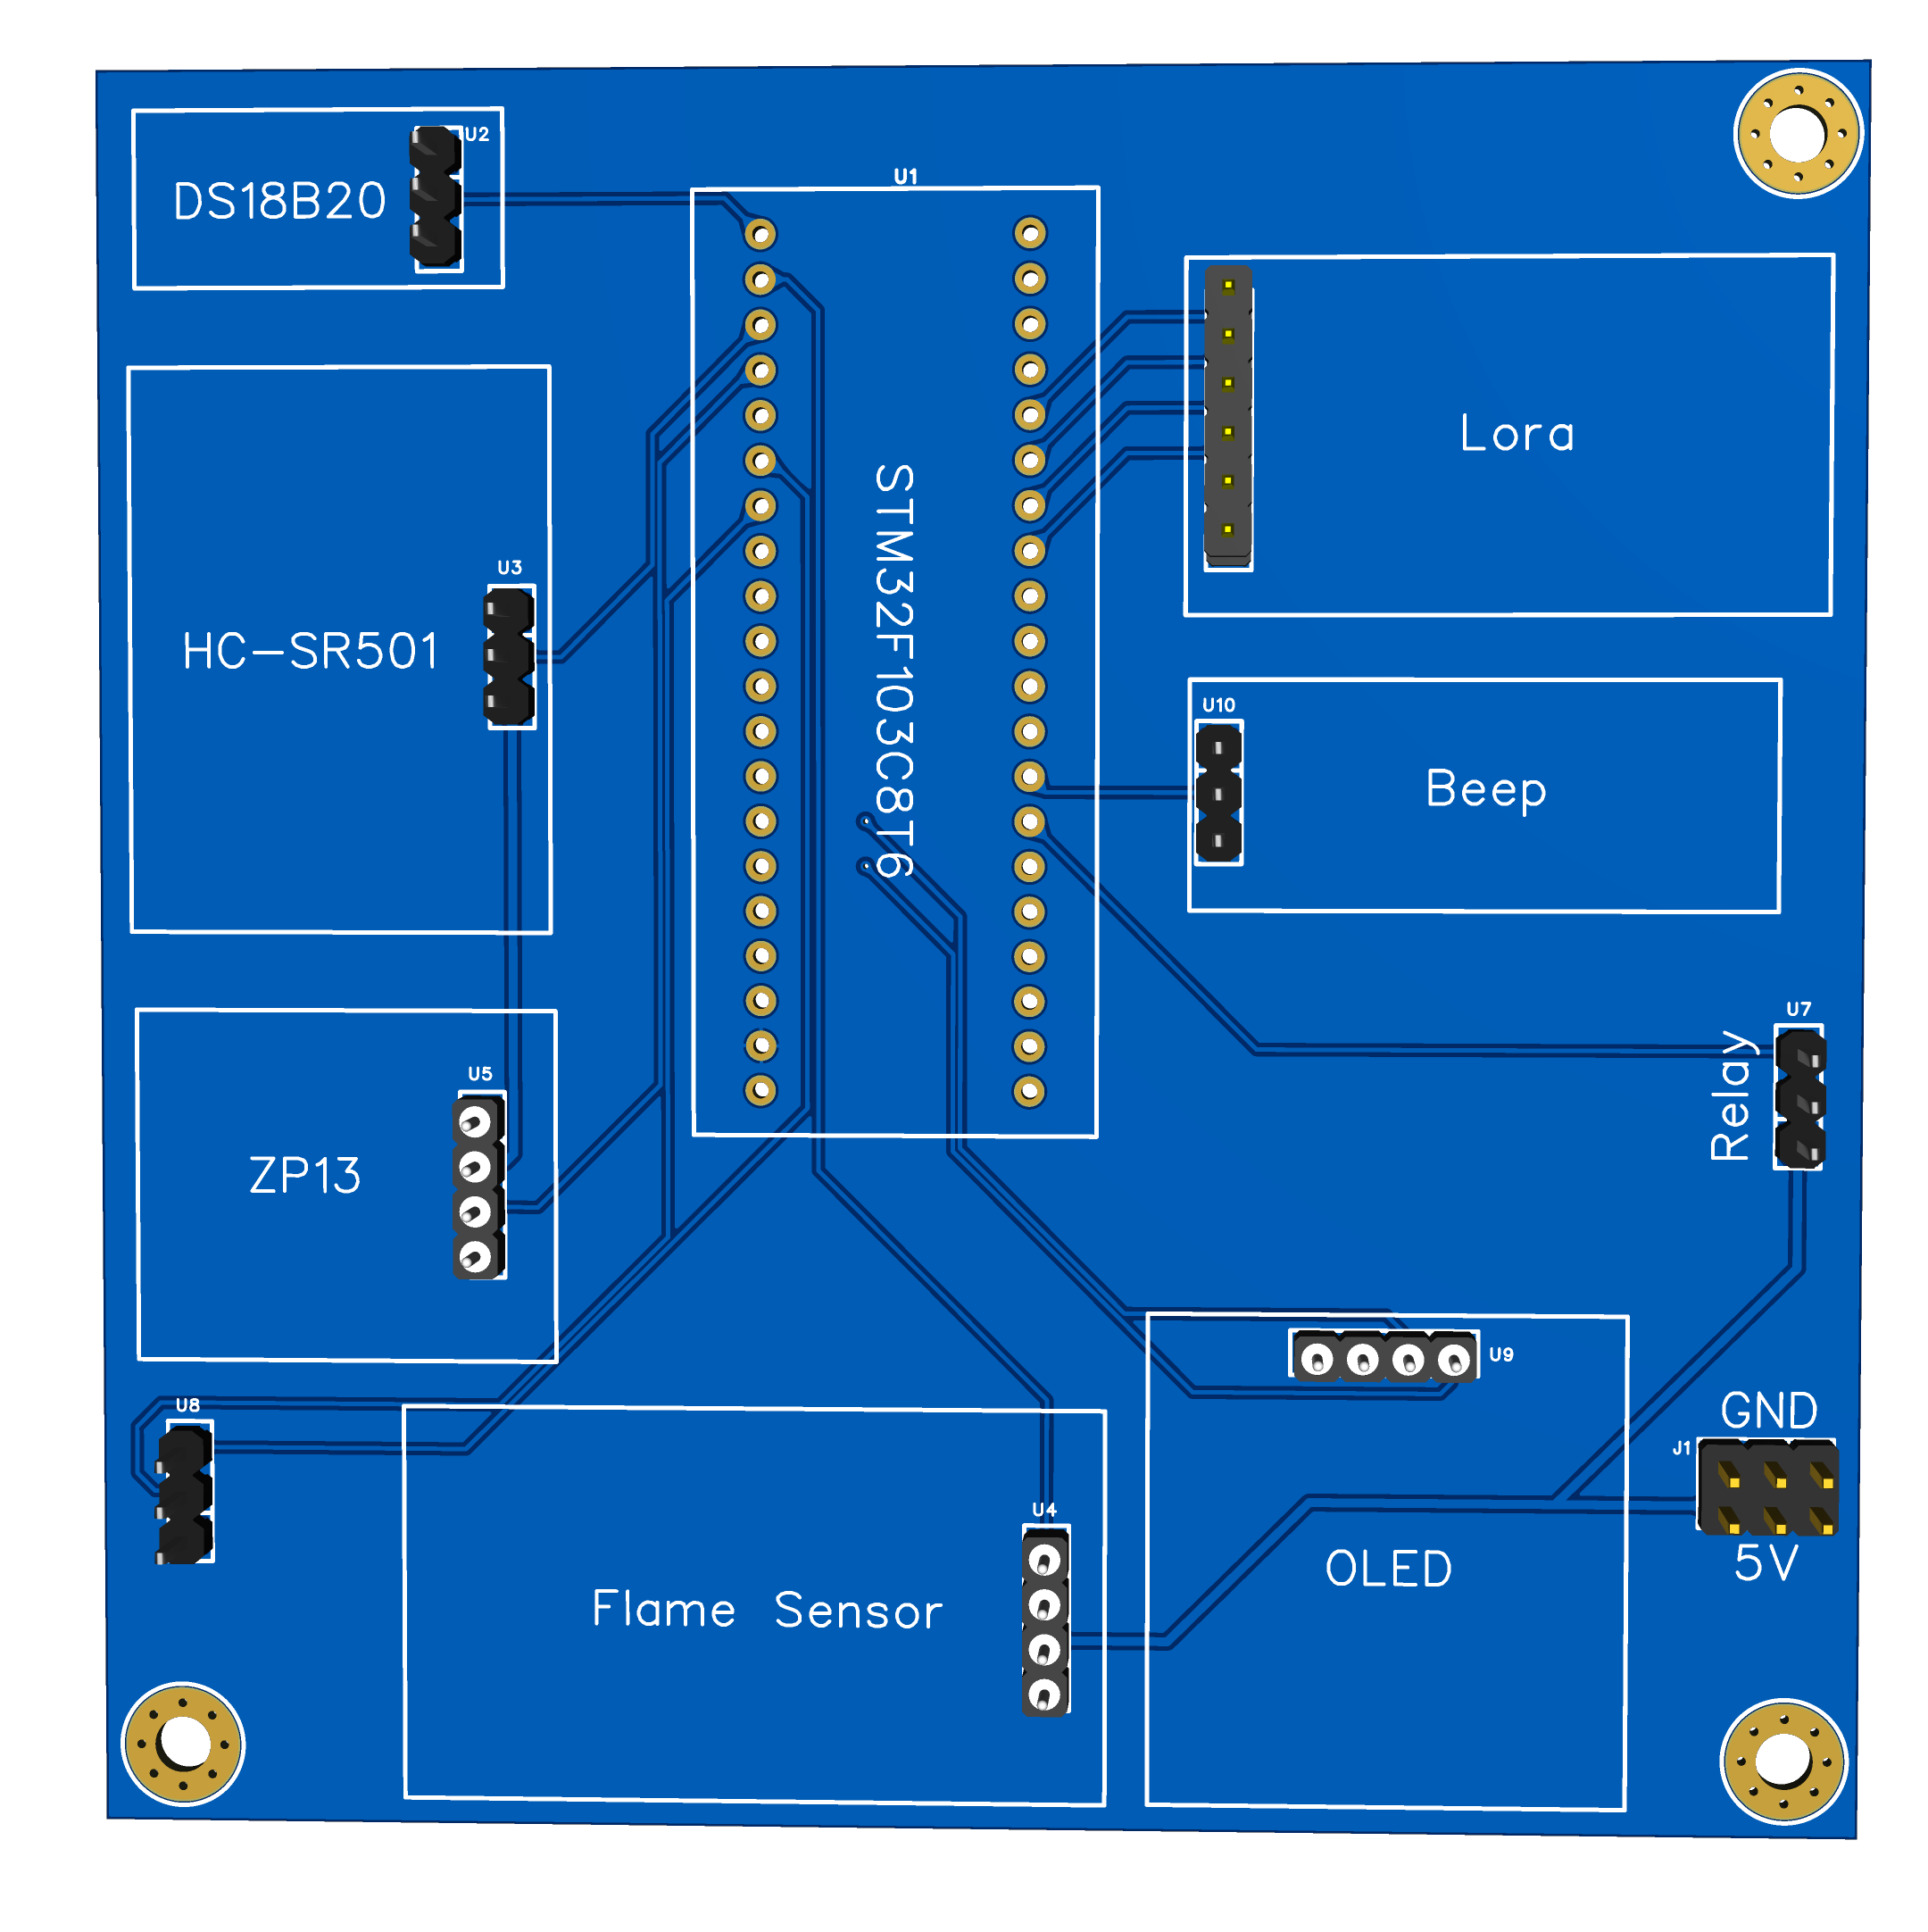 U2
DS18B20
U1
STM32F103C8T6
Lora
U3
HC-SR501
U10
Beep
U7
Relay
U5
ZP13
U9
U8
GND
J1
5V
U4
OLED
Flame Sensor